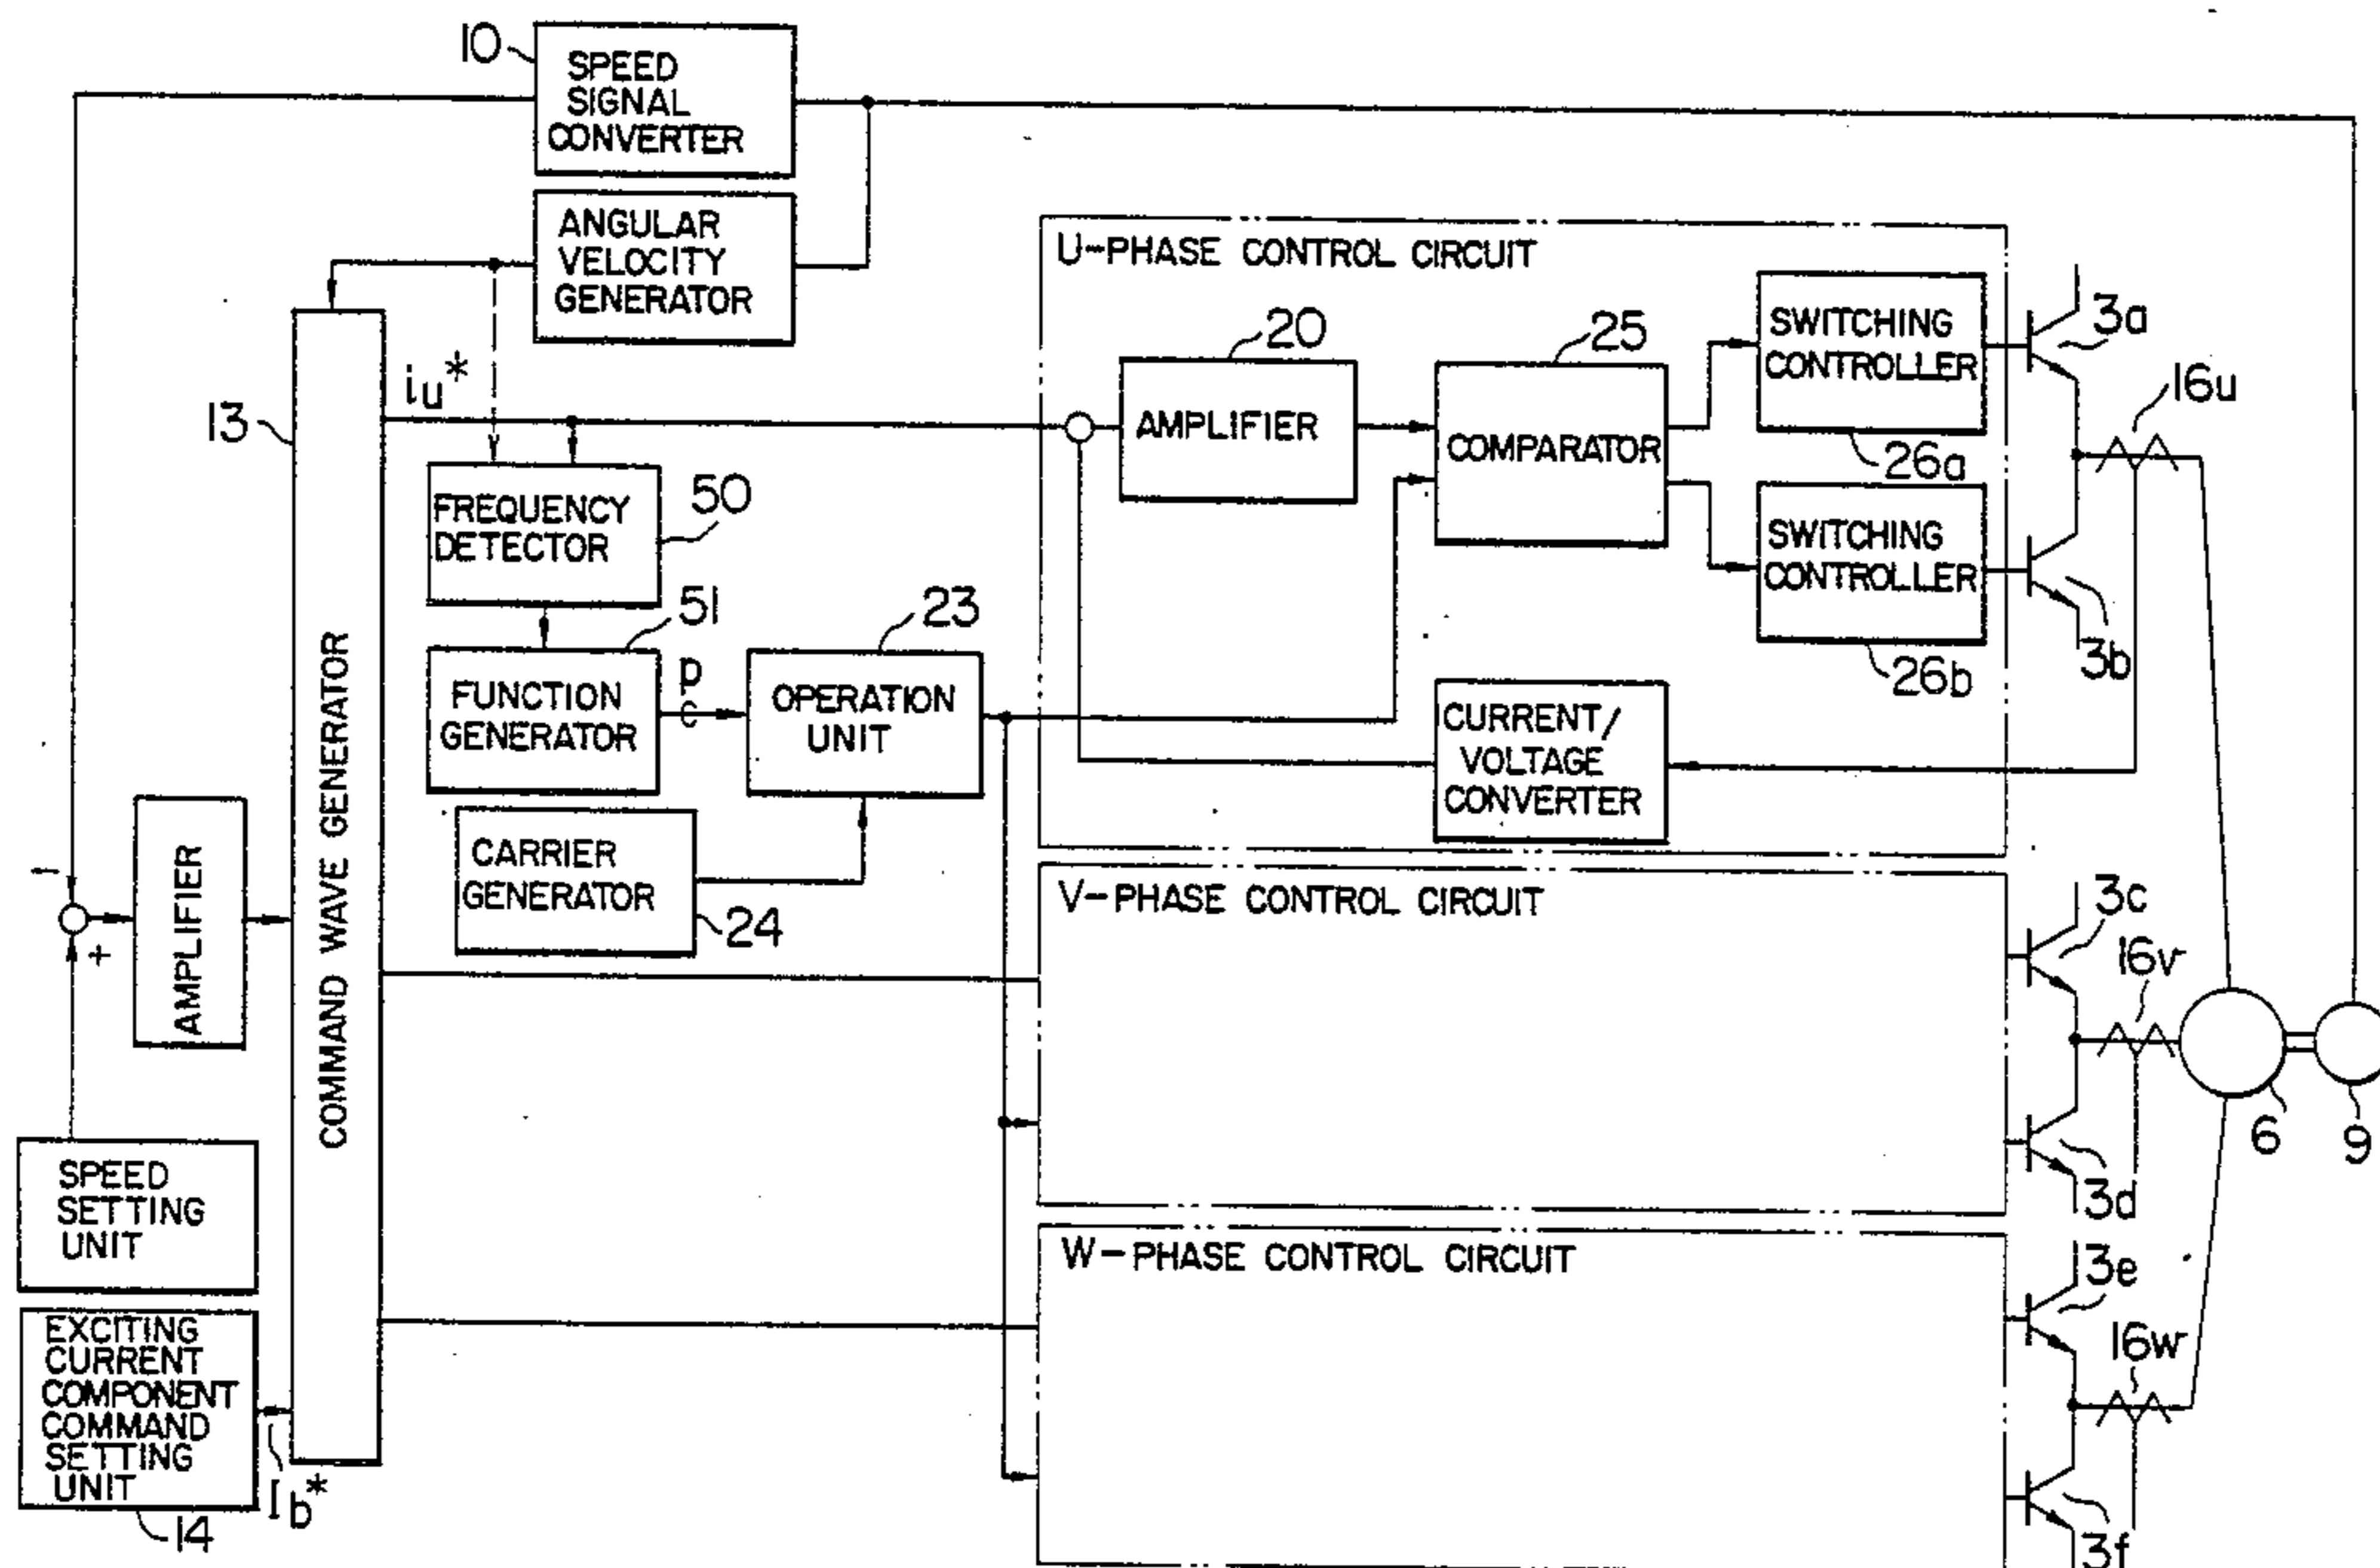 10
SPEED
SIGNAL
CONVERTER
ANGULAR
VELOCITY
GENERATOR
U-PHASE CONTROL CIRCUIT
20
25
SWITCHING
CONTROLLER
3a
16u
iu*
13
AMPLIFIER
COMPARATOR
26a
FREQUENCY
DETECTOR
50
SWITCHING
CONTROLLER
3b
26b
51
23
FUNCTION
GENERATOR
p
OPERATION
UNIT
CURRENT/
VOLTAGE
CONVERTER
COMMAND WAVE GENERATOR
AMPLIFIER
-
+
CARRIER
GENERATOR
24
V-PHASE CONTROL CIRCUIT
3c
16v
6
9
3d
SPEED
SETTING
UNIT
W-PHASE CONTROL CIRCUIT
3e
16w
EXCITING
CURRENT
COMPONENT
COMMAND
SETTING
UNIT
Ib*
14
3f